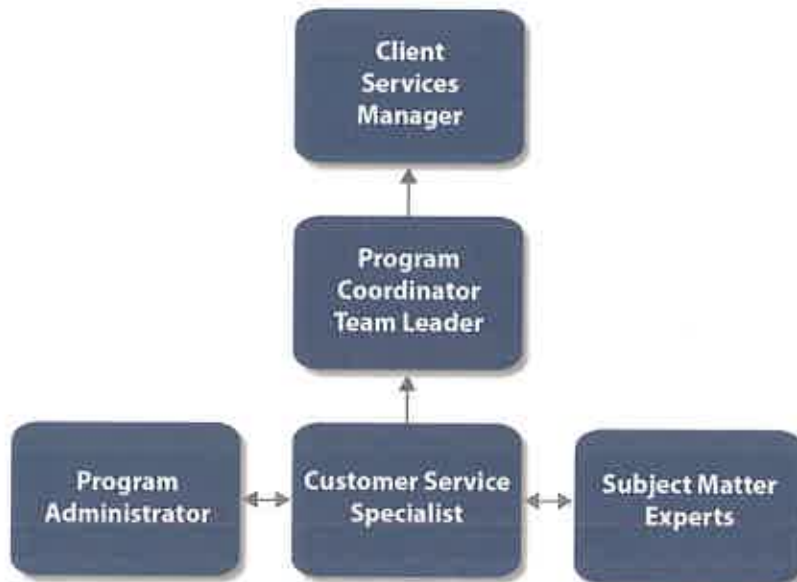 Client
Services
Manager
Program
Coordinator
Team Leader
Program
Administrator
Customer Service
Specialist
Subject Matter
Experts